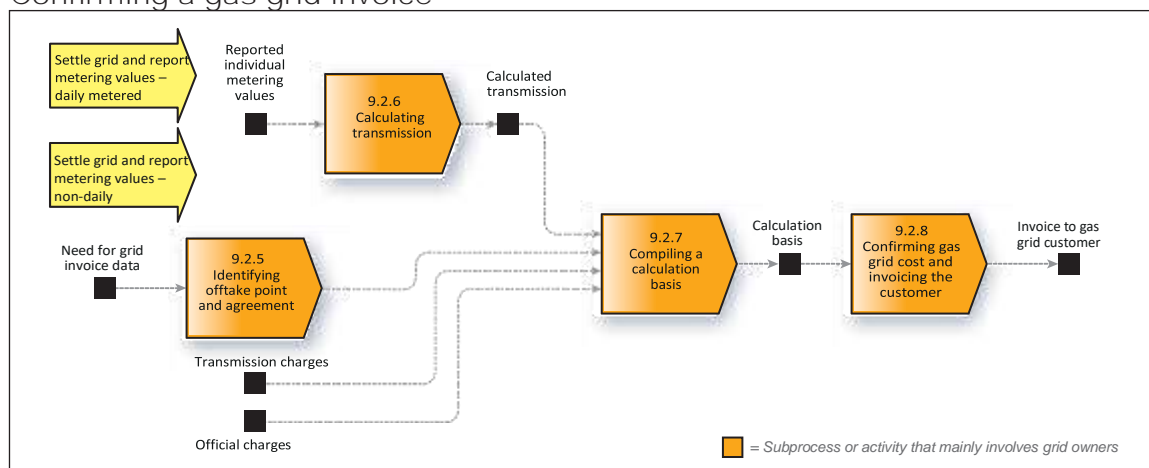 Confirming a gas grid invoice
Settle grid and report
metering values –
daily metered
Reported
individual
metering
values
9.2.6
Calculating
transmission
Calculated
transmission
Settle grid and report
metering values –
non-daily
Need for grid
invoice data
9.2.5
Identifying
offtake point
and agreement
9.2.7
Compiling a
calculation
basis
Calculation
basis
9.2.8
Confirming gas
grid cost and
invoicing the
customer
Invoice to gas
grid customer
Transmission charges
Official charges
= Subprocess or activity that mainly involves grid owners